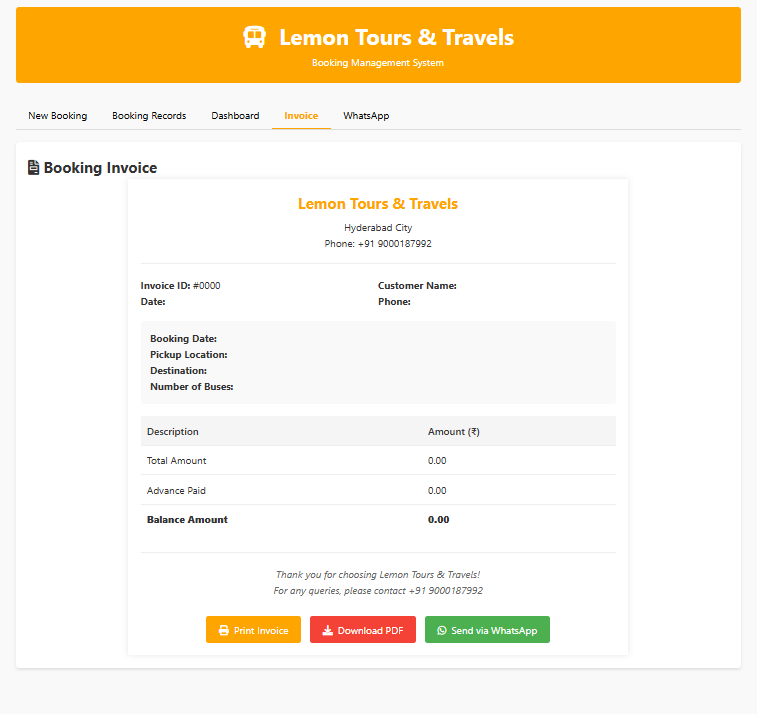 Lemon Tours & Travels
Booking Management System
New Booking Booking Records Dashboard Invoice WhatsApp
Booking Invoice
Lemon Tours & Travels
Hyderabad City
Phone: +91 9000187992
Invoice ID: #0000 Customer Name:
Date: Phone:
Booking Date:
Pickup Location:
Destination:
Number of Buses:
Description Amount (₹)
Total Amount 0.00
Advance Paid 0.00
Balance Amount 0.00
Thank you for choosing Lemon Tours & Travels!
For any queries, please contact +91 9000187992
Print Invoice Download PDF Send via WhatsApp